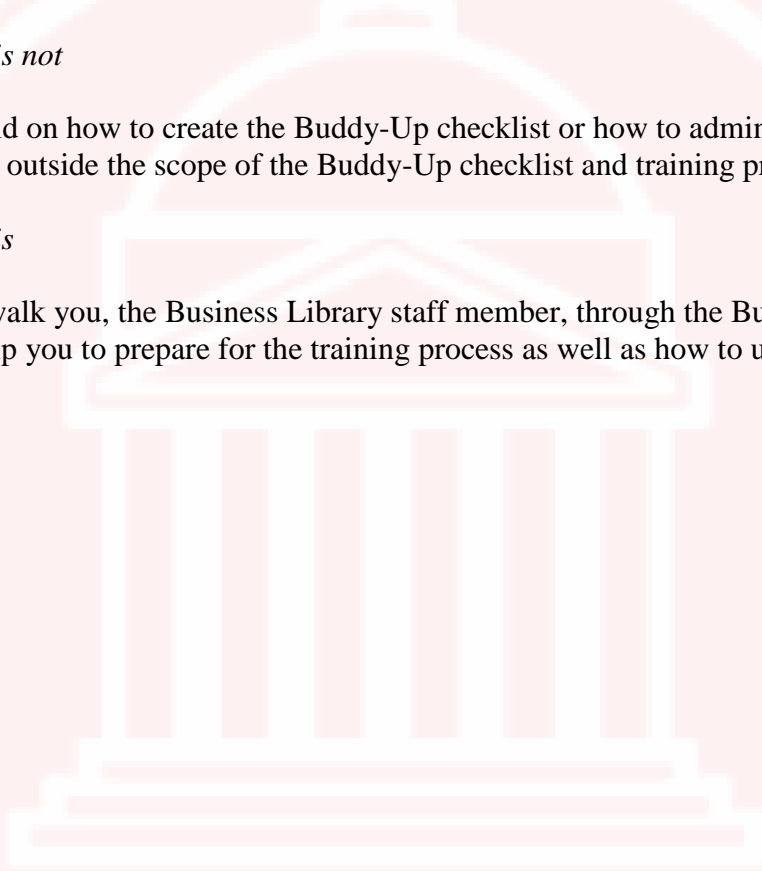 s not
d on how to create the Buddy-Up checklist or how to admin
outside the scope of the Buddy-Up checklist and training pr
s
walk you, the Business Library staff member, through the Bu
p you to prepare for the training process as well as how to u